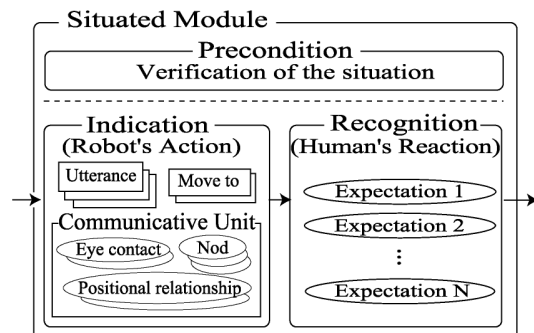 Situated Module
Precondition
Verification of the situation
Indication
(Robot's Action)
Utterance
Move to
Communicative Unit
Eye contact
Nod
Positional relationship
Recognition
(Human's Reaction)
Expectation 1
Expectation 2
⋮
Expectation N